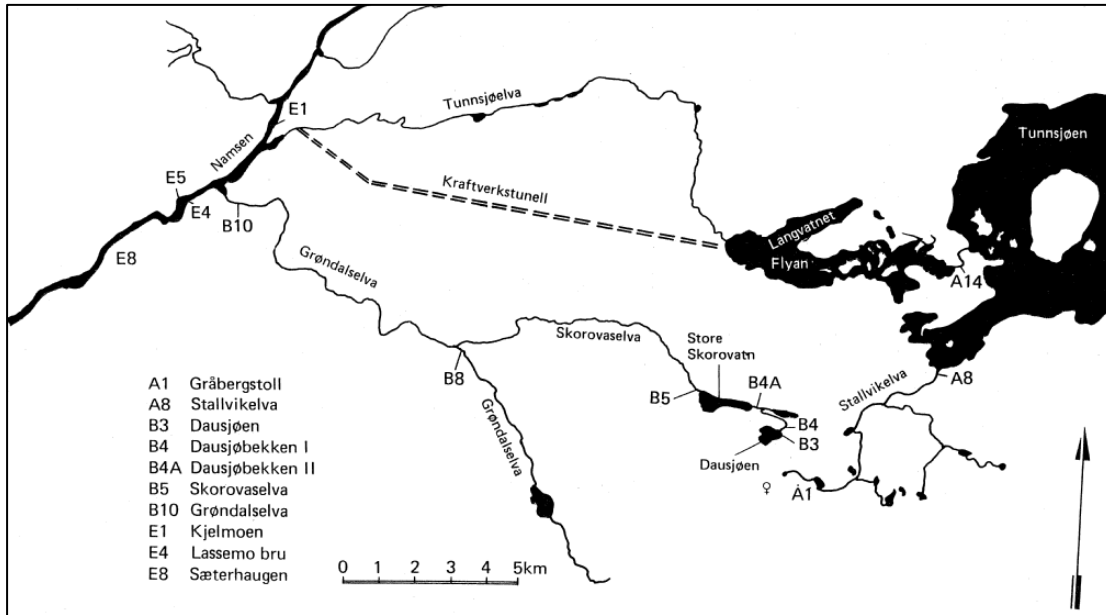 E1
Tunnsjøelva
Namsen
Tunnsjøen
E5
E4
B10
Kraftverkstunell
E8
Langvatnet
Flyan
A14
Grøndalselva
Skorovaselva
Store
Skorovatn
B8
B5
B4A
B4
B3
Dausjøen
Stallvikelva
A8
Grøndalselva
A1
A1 Gråbergstoll
A8 Stallvikelva
B3 Dausjøen
B4 Dausjøbekken I
B4A Dausjøbekken II
B5 Skorovaselva
B10 Grøndalselva
E1 Kjelmoen
E4 Lassemo bru
E8 Sæterhaugen
0 1 2 3 4 5km